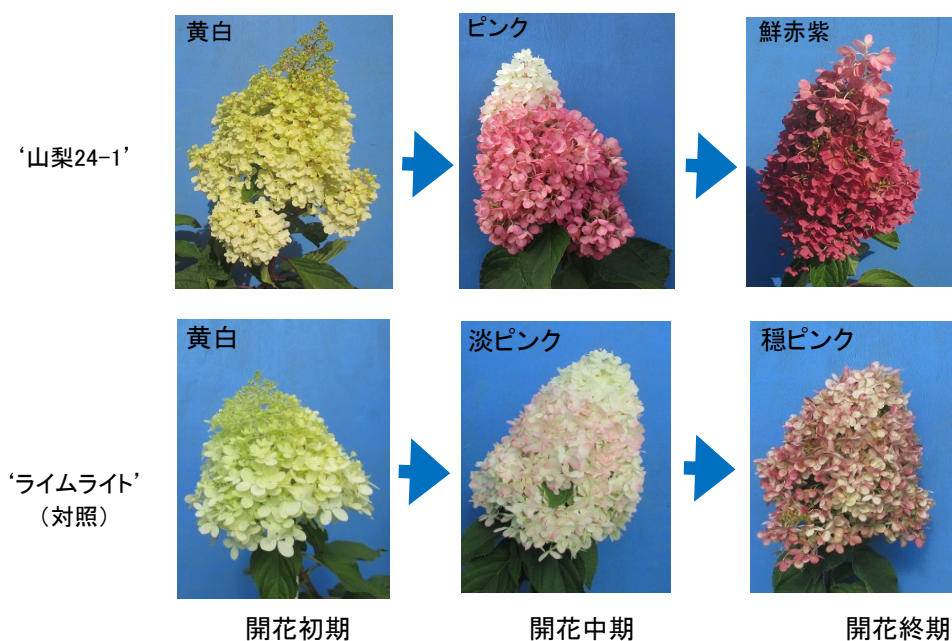 黄白
ピンク
鮮赤紫
‘山梨24-1’
黄白
淡ピンク
穏ピンク
‘ライムライト’
（対照）
開花初期
開花中期
開花終期